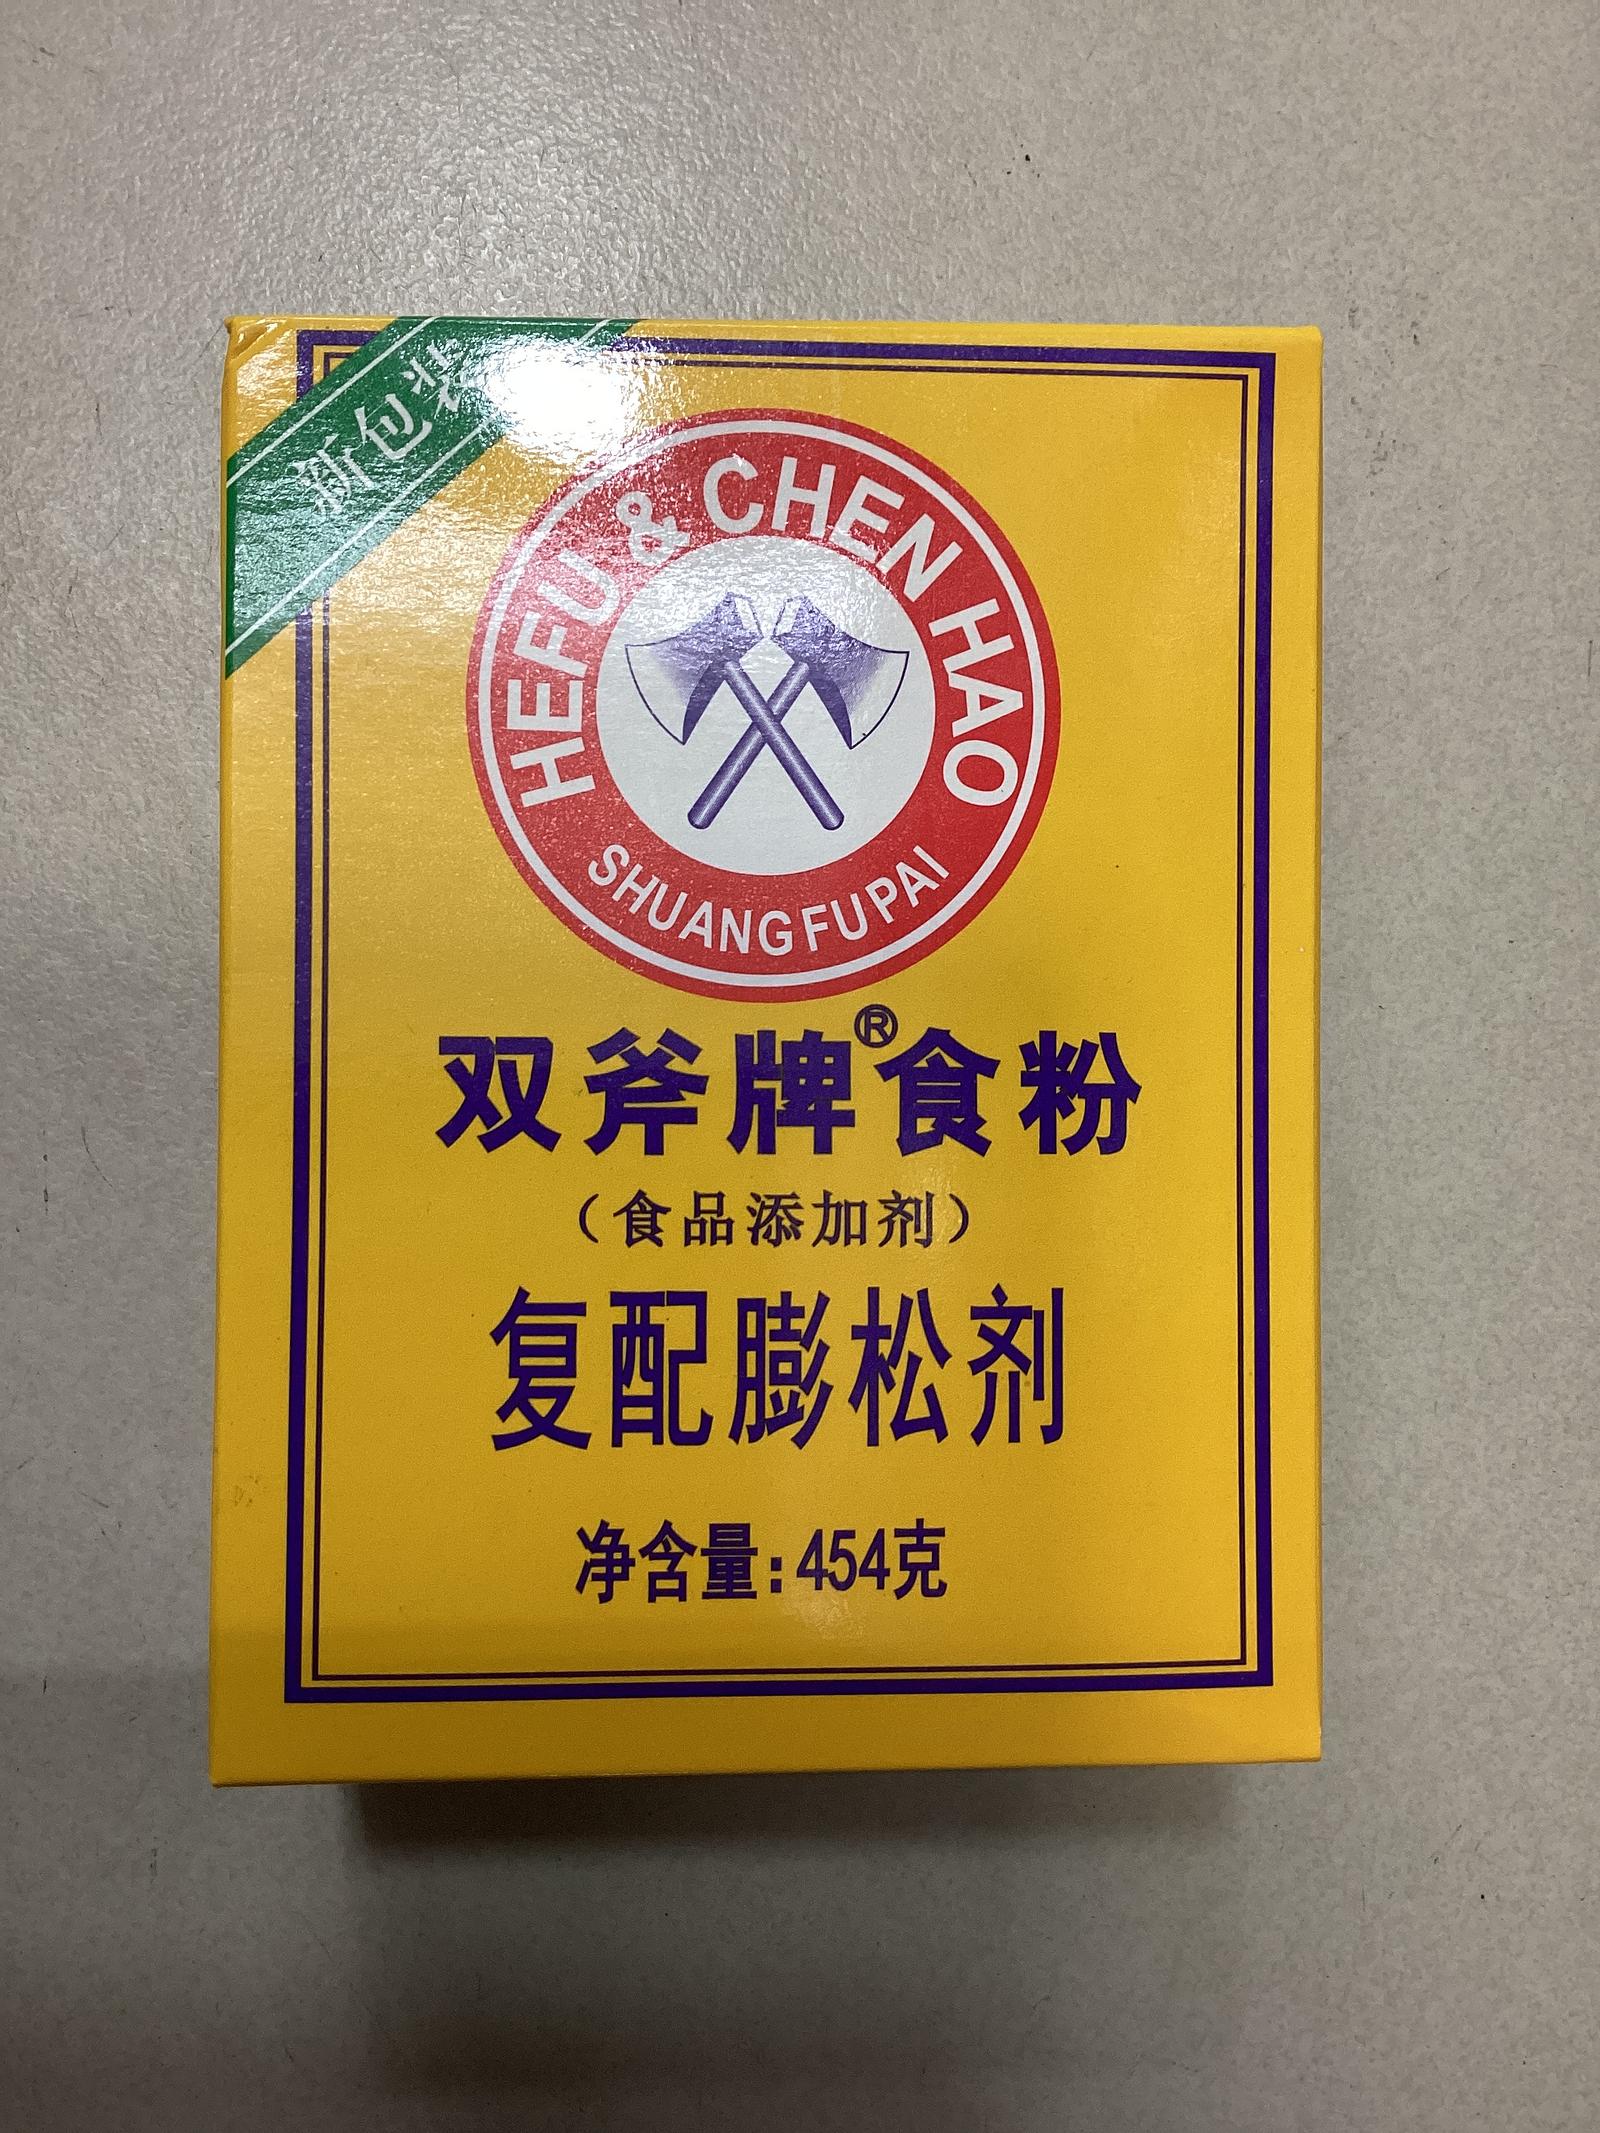 新包装
HEFU & CHEN HAO
SHUANGFUPAI
双斧牌®食粉
（食品添加剂）
复配膨松剂
净含量:454克